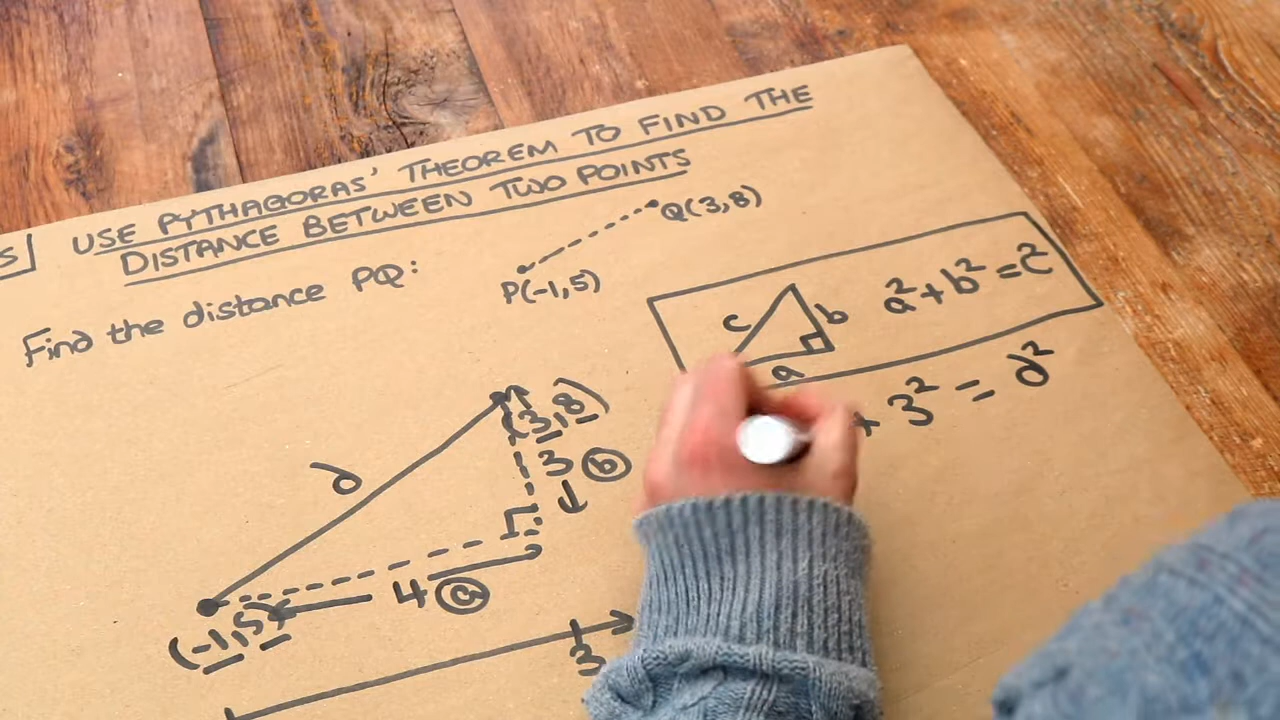 S USE PYTHAGORAS' THEOREM TO FIND THE
DISTANCE BETWEEN TWO POINTS
Find the distance PQ:
Q(3,8)
P(-1,5)
c b
a
a² + b² = c²
+ 3² = d²
(3,8)
d
3 b
4 a
(-1,5)
3